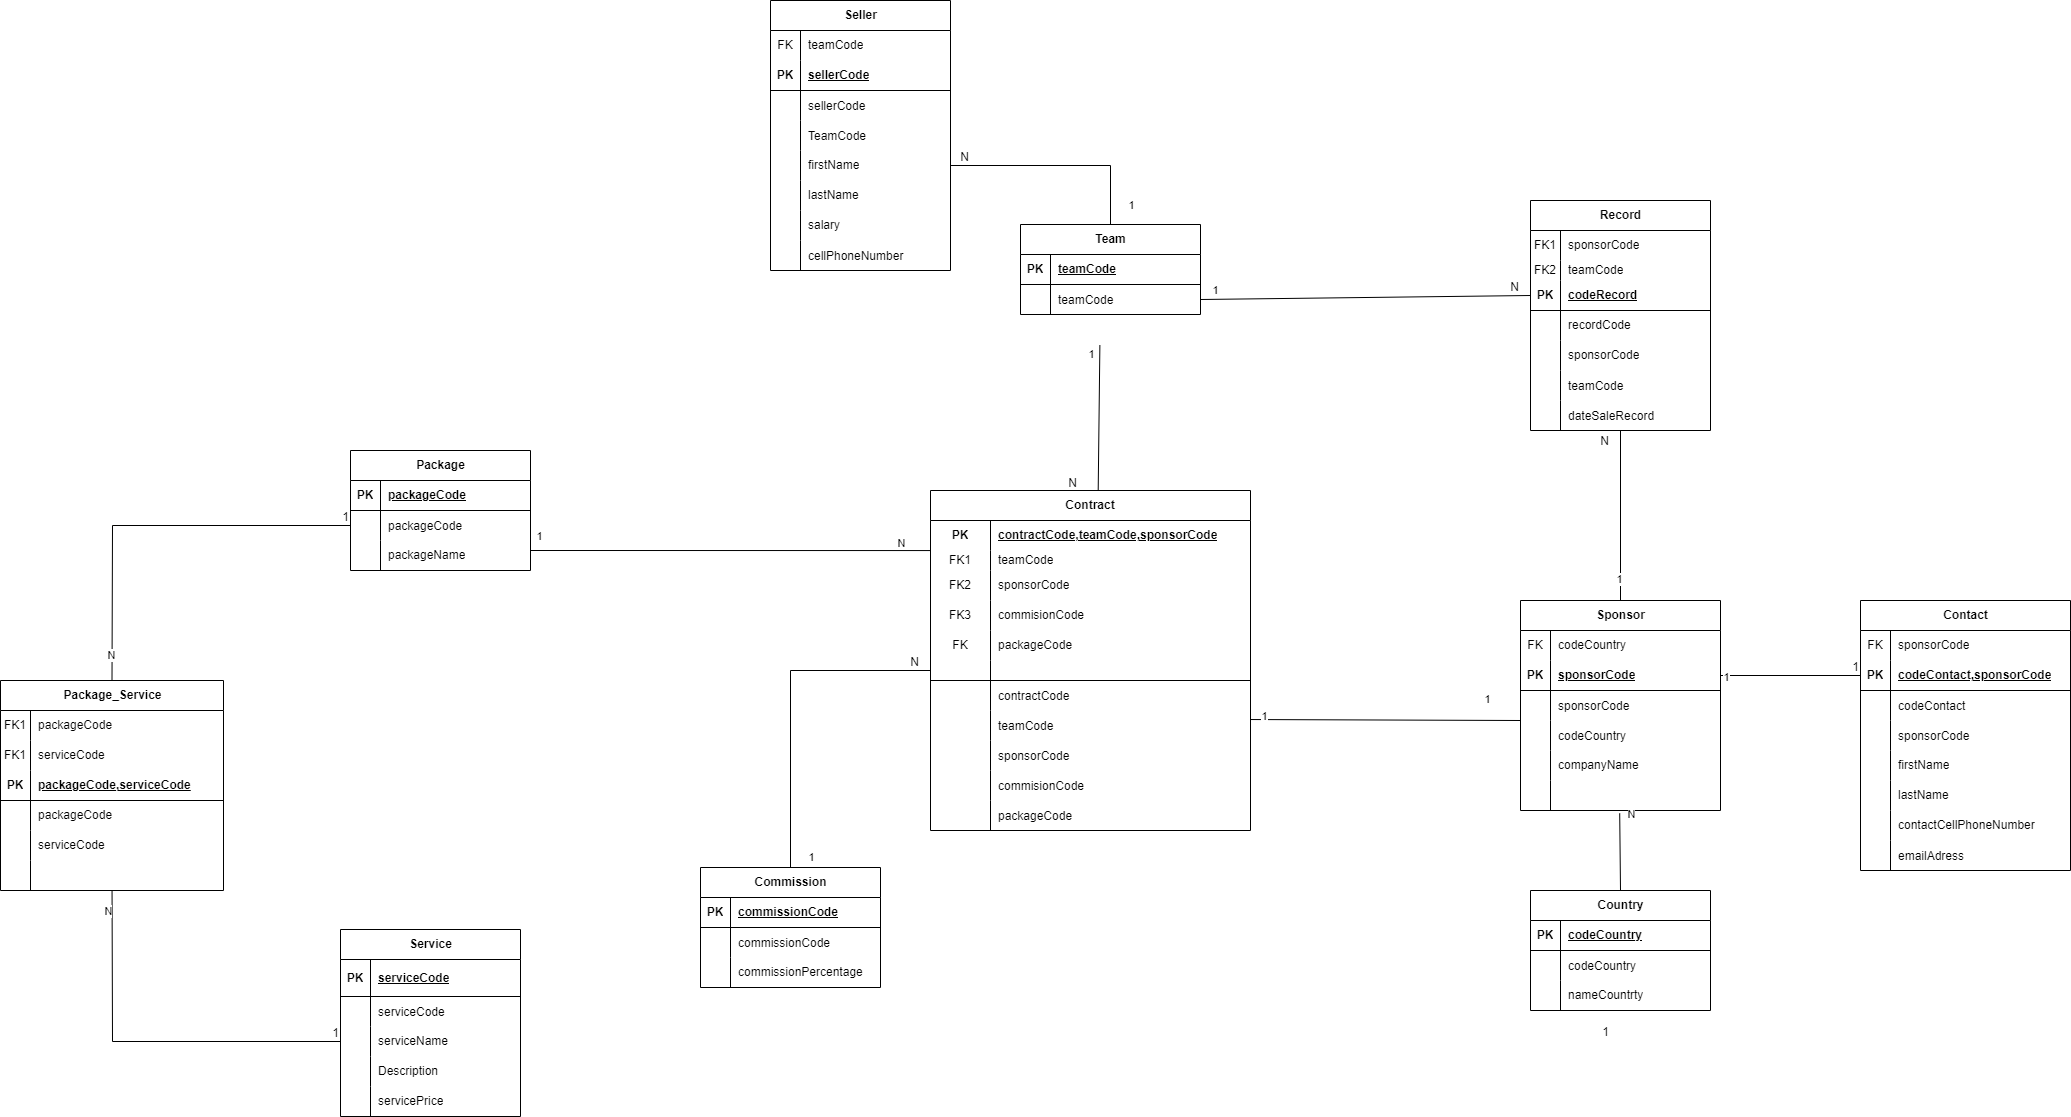 Seller
FK teamCode
PK sellerCode
sellerCode
TeamCode
firstName
lastName
salary
cellPhoneNumber
N
1
Team
PK teamCode
teamCode
1
N
1
N
Record
FK1 sponsorCode
FK2 teamCode
PK codeRecord
recordCode
sponsorCode
teamCode
dateSaleRecord
N
1
Package
PK packageCode
packageCode
packageName
1
1
N
N
Contract
PK contractCode,teamCode,sponsorCode
FK1 teamCode
FK2 sponsorCode
FK3 commisionCode
FK packageCode
contractCode
teamCode
sponsorCode
commisionCode
packageCode
N
1
1
1
Sponsor
FK codeCountry
PK sponsorCode
sponsorCode
codeCountry
companyName
1
1
N
Contact
FK sponsorCode
PK codeContact,sponsorCode
codeContact
sponsorCode
firstName
lastName
contactCellPhoneNumber
emailAdress
Package_Service
FK1 packageCode
FK1 serviceCode
PK packageCode,serviceCode
packageCode
serviceCode
N
1
Commission
PK commissionCode
commissionCode
commissionPercentage
Country
PK codeCountry
codeCountry
nameCountrty
1
Service
PK serviceCode
serviceCode
serviceName
Description
servicePrice